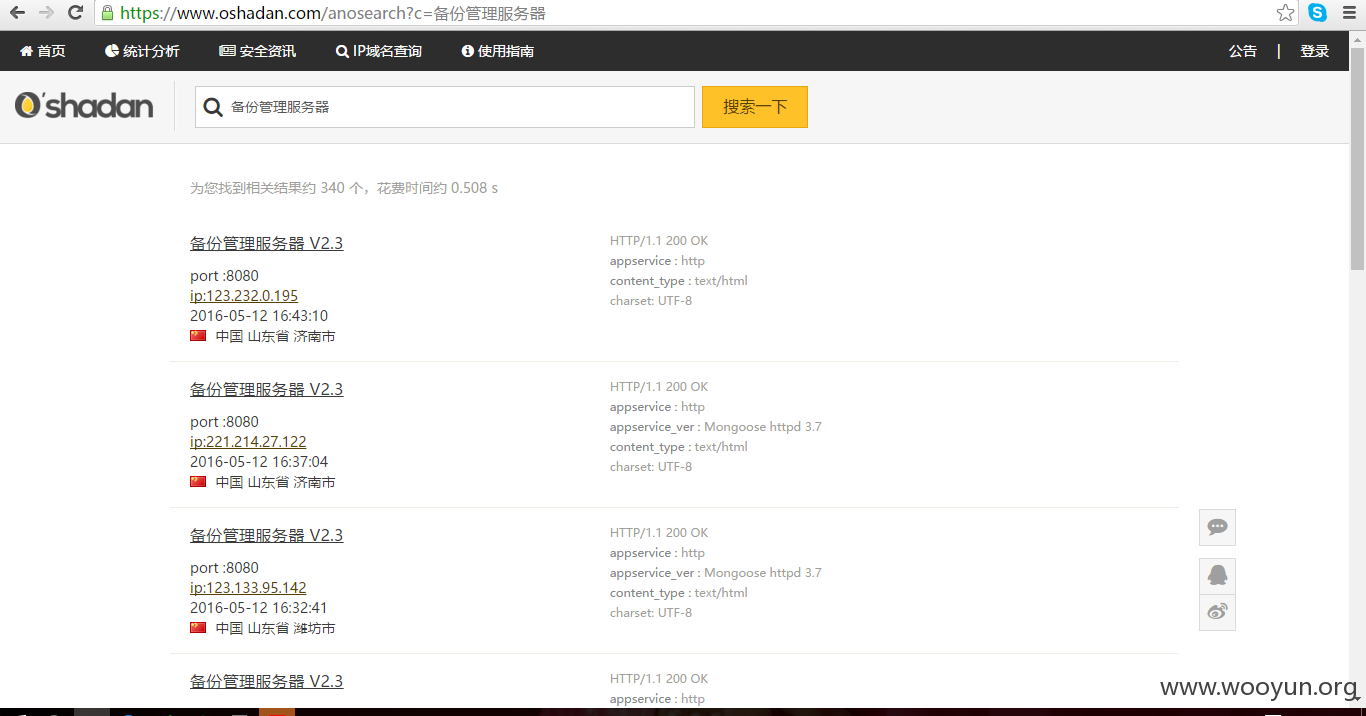 https://www.oshadan.com/anosearch?c=备份管理服务器
首页 统计分析 安全资讯 IP域名查询 使用指南 公告 | 登录
O'shadan 备份管理服务器 搜索一下
为您找到相关结果约 340 个，花费时间约 0.508 s
备份管理服务器 V2.3
port :8080
ip:123.232.0.195
2016-05-12 16:43:10
中国 山东省 济南市
HTTP/1.1 200 OK
appservice : http
content_type : text/html
charset: UTF-8
备份管理服务器 V2.3
port :8080
ip:221.214.27.122
2016-05-12 16:37:04
中国 山东省 济南市
HTTP/1.1 200 OK
appservice : http
appservice_ver : Mongoose httpd 3.7
content_type : text/html
charset: UTF-8
备份管理服务器 V2.3
port :8080
ip:123.133.95.142
2016-05-12 16:32:41
中国 山东省 潍坊市
HTTP/1.1 200 OK
appservice : http
appservice_ver : Mongoose httpd 3.7
content_type : text/html
charset: UTF-8
备份管理服务器 V2.3
HTTP/1.1 200 OK
appservice : http
www.wooyun.org